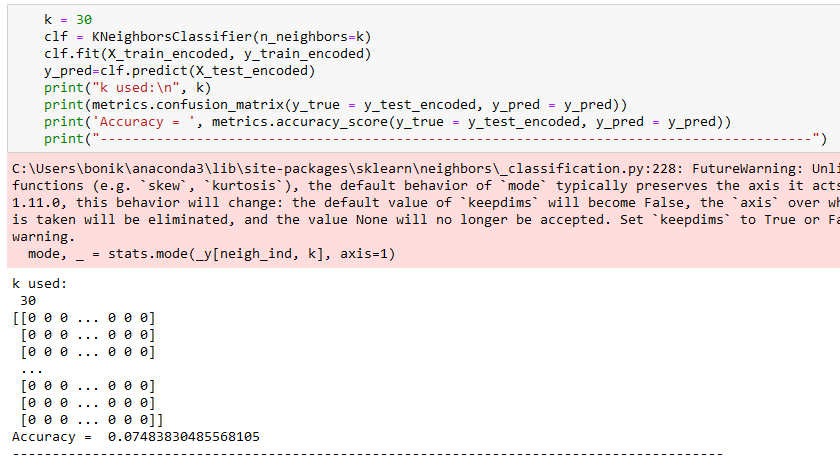 k = 30
clf = KNeighborsClassifier(n_neighbors=k)
clf.fit(X_train_encoded, y_train_encoded)
y_pred=clf.predict(X_test_encoded)
print("k used:\n", k)
print(metrics.confusion_matrix(y_true = y_test_encoded, y_pred = y_pred))
print('Accuracy = ', metrics.accuracy_score(y_true = y_test_encoded, y_pred = y_pred))
print("-----------------------------------------------------------------------------------------")
C:\Users\bonik\anaconda3\lib\site-packages\sklearn\neighbors\_classification.py:228: FutureWarning: Unli
functions (e.g. `skew`, `kurtosis`), the default behavior of `mode` typically preserves the axis it acts
1.11.0, this behavior will change: the default value of `keepdims` will become False, the `axis` over wh
is taken will be eliminated, and the value None will no longer be accepted. Set `keepdims` to True or Fa
warning.
mode, _ = stats.mode(_y[neigh_ind, k], axis=1)
k used:
30
[[0 0 0 ... 0 0 0]
[0 0 0 ... 0 0 0]
[0 0 0 ... 0 0 0]
...
[0 0 0 ... 0 0 0]
[0 0 0 ... 0 0 0]
[0 0 0 ... 0 0 0]]
Accuracy =  0.07483830485568105
-----------------------------------------------------------------------------------------